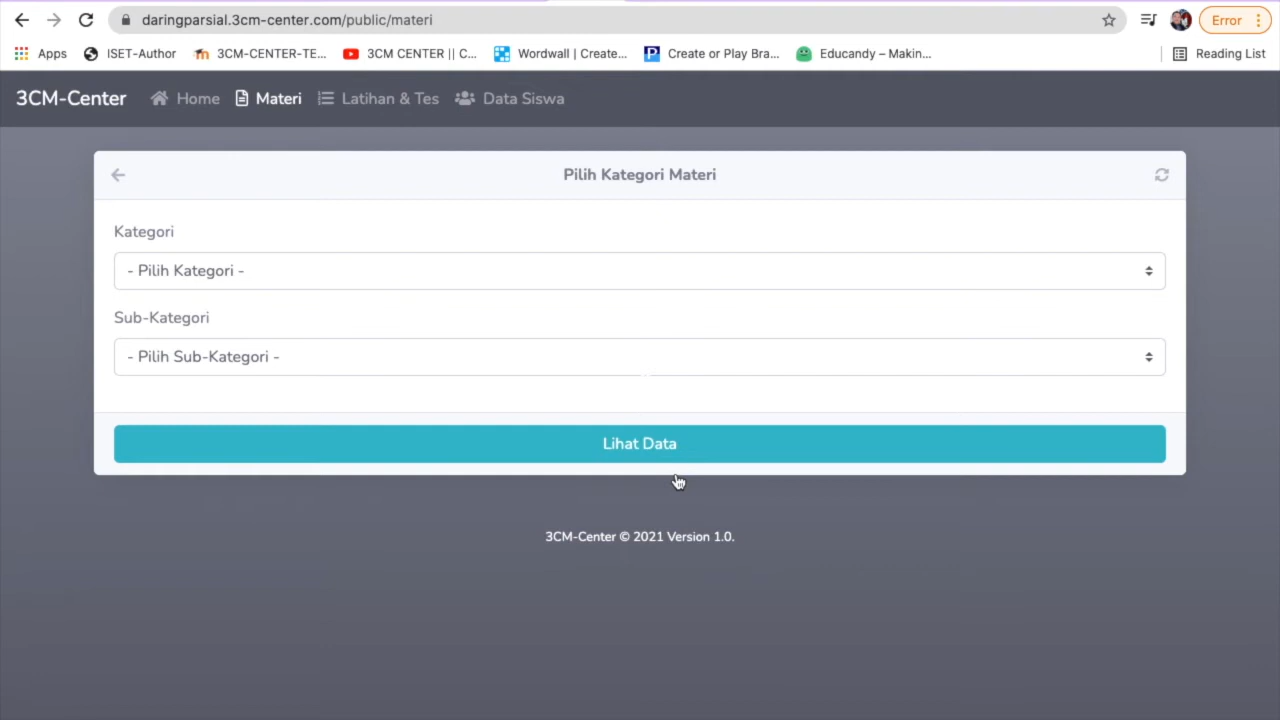 daringparsial.3cm-center.com/public/materi
Error
Apps ISET-Author 3CM-CENTER-TE... 3CM CENTER || C... Wordwall | Create... Create or Play Bra... Educandy – Makin... Reading List
3CM-Center Home Materi Latihan & Tes Data Siswa
Pilih Kategori Materi
Kategori
- Pilih Kategori -
Sub-Kategori
- Pilih Sub-Kategori -
Lihat Data
3CM-Center © 2021 Version 1.0.